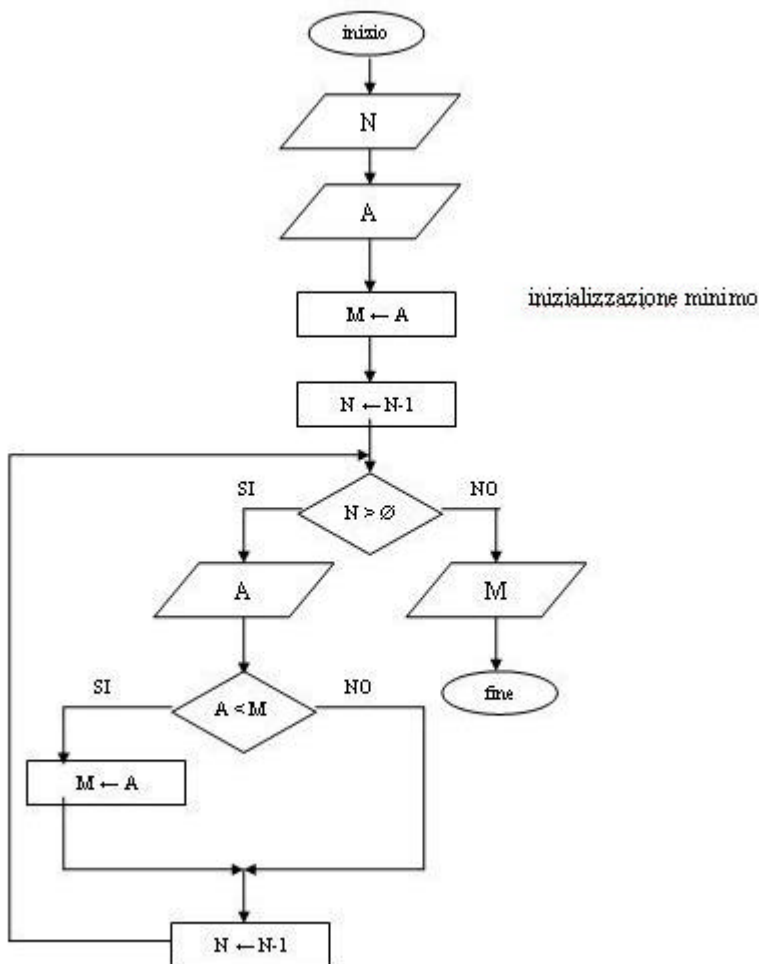 inizio
N
A
M ← A
inizializzazione minimo
N ← N-1
SI
NO
N > Ø
A
M
SI
NO
A < M
fine
M ← A
N ← N-1